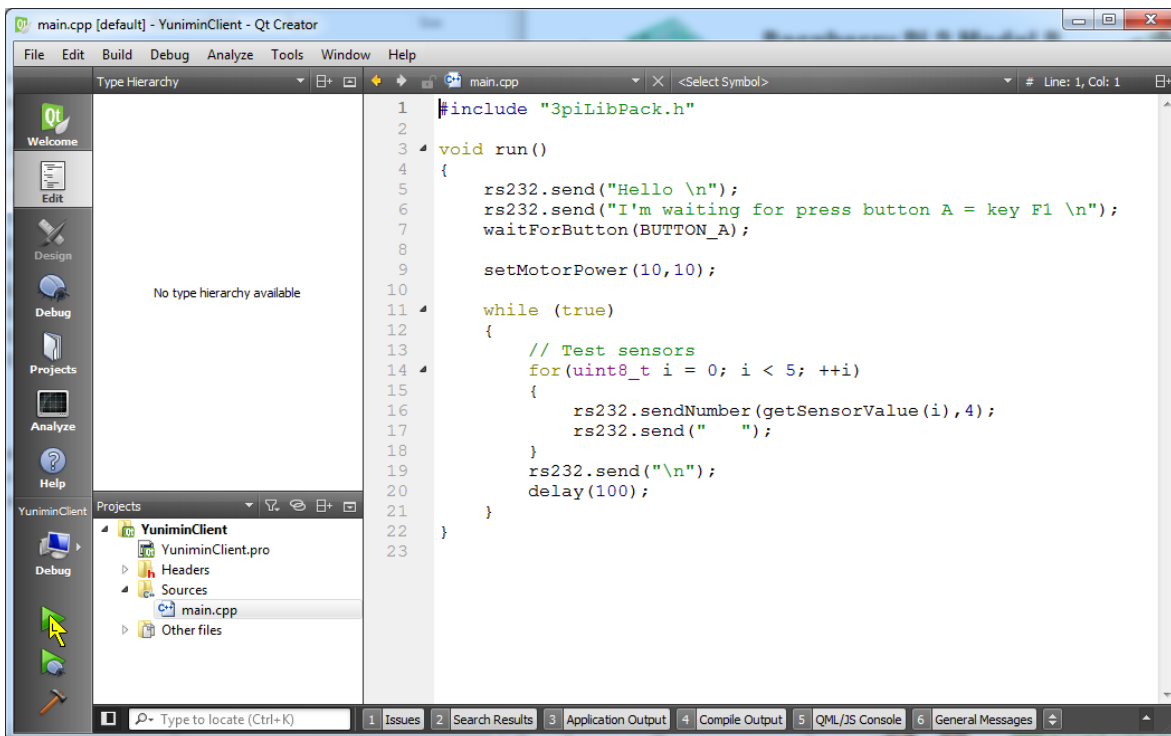 main.cpp [default] - YuniminClient - Qt Creator
File Edit Build Debug Analyze Tools Window Help
Type Hierarchy
main.cpp <Select Symbol> # Line: 1, Col: 1
Welcome
Edit
Design
Debug
Projects
Analyze
Help
YuniminClient
Debug
No type hierarchy available
Projects
YuniminClient
YuniminClient.pro
Headers
Sources
main.cpp
Other files
1 #include "3piLibPack.h"
2
3 void run()
4 {
5     rs232.send("Hello \n");
6     rs232.send("I'm waiting for press button A = key F1 \n");
7     waitForButton(BUTTON_A);
8
9     setMotorPower(10,10);
10
11     while (true)
12     {
13         // Test sensors
14         for(uint8_t i = 0; i < 5; ++i)
15         {
16             rs232.sendNumber(getSensorValue(i),4);
17             rs232.send("   ");
18         }
19         rs232.send("\n");
20         delay(100);
21     }
22 }
23
Type to locate (Ctrl+K) 1 Issues 2 Search Results 3 Application Output 4 Compile Output 5 QML/JS Console 6 General Messages